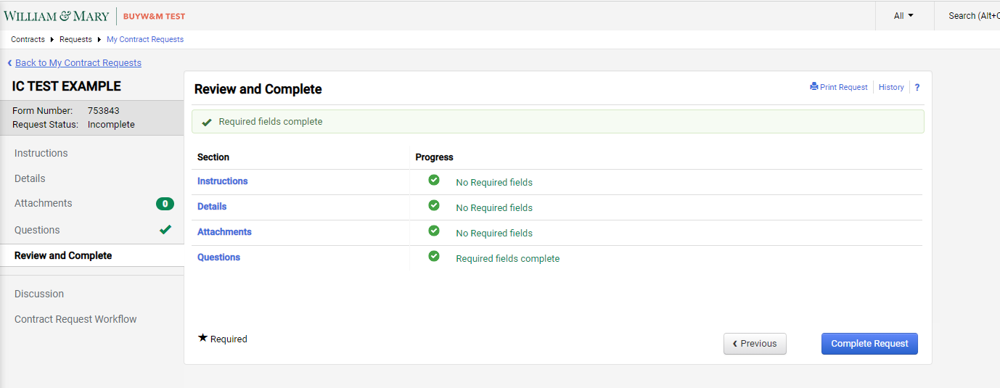 WILLIAM & MARY BUYW&M TEST All Search (Alt+Q
Contracts Requests My Contract Requests
Back to My Contract Requests
IC TEST EXAMPLE
Form Number: 753843
Request Status: Incomplete
Instructions
Details
Attachments 0
Questions
Review and Complete
Discussion
Contract Request Workflow
Review and Complete
Print Request History ?
Required fields complete
Section Progress
Instructions No Required fields
Details No Required fields
Attachments No Required fields
Questions Required fields complete
★ Required
‹ Previous Complete Request